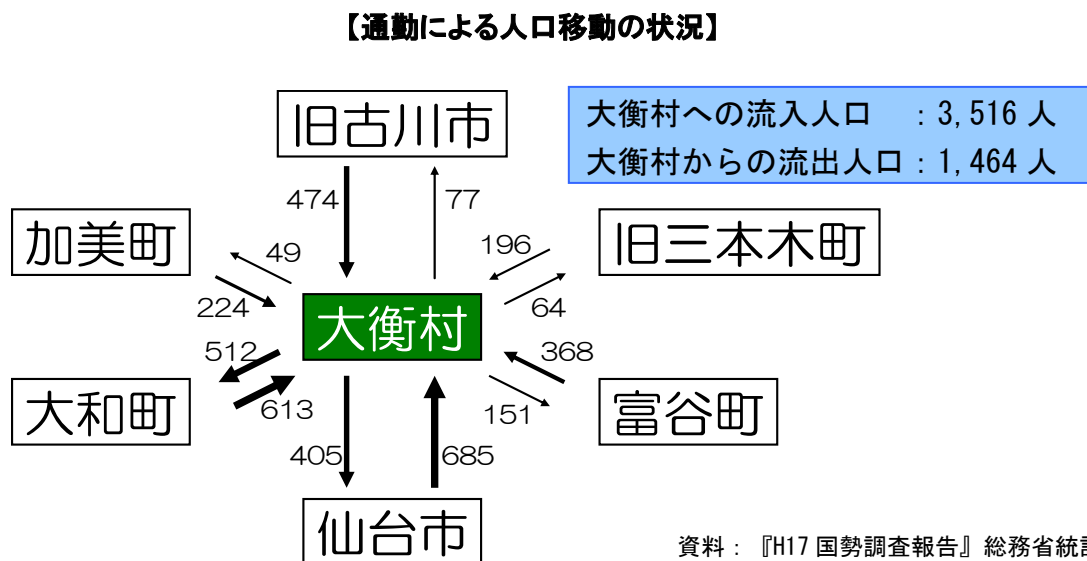 【通勤による人口移動の状況】
旧古川市
大衡村への流入人口 : 3,516 人
大衡村からの流出人口 : 1,464 人
474
77
加美町
49
196
旧三本木町
224
64
大衡村
512
368
大和町
613
151
富谷町
405
685
仙台市
資料: 『H17 国勢調査報告』総務省統